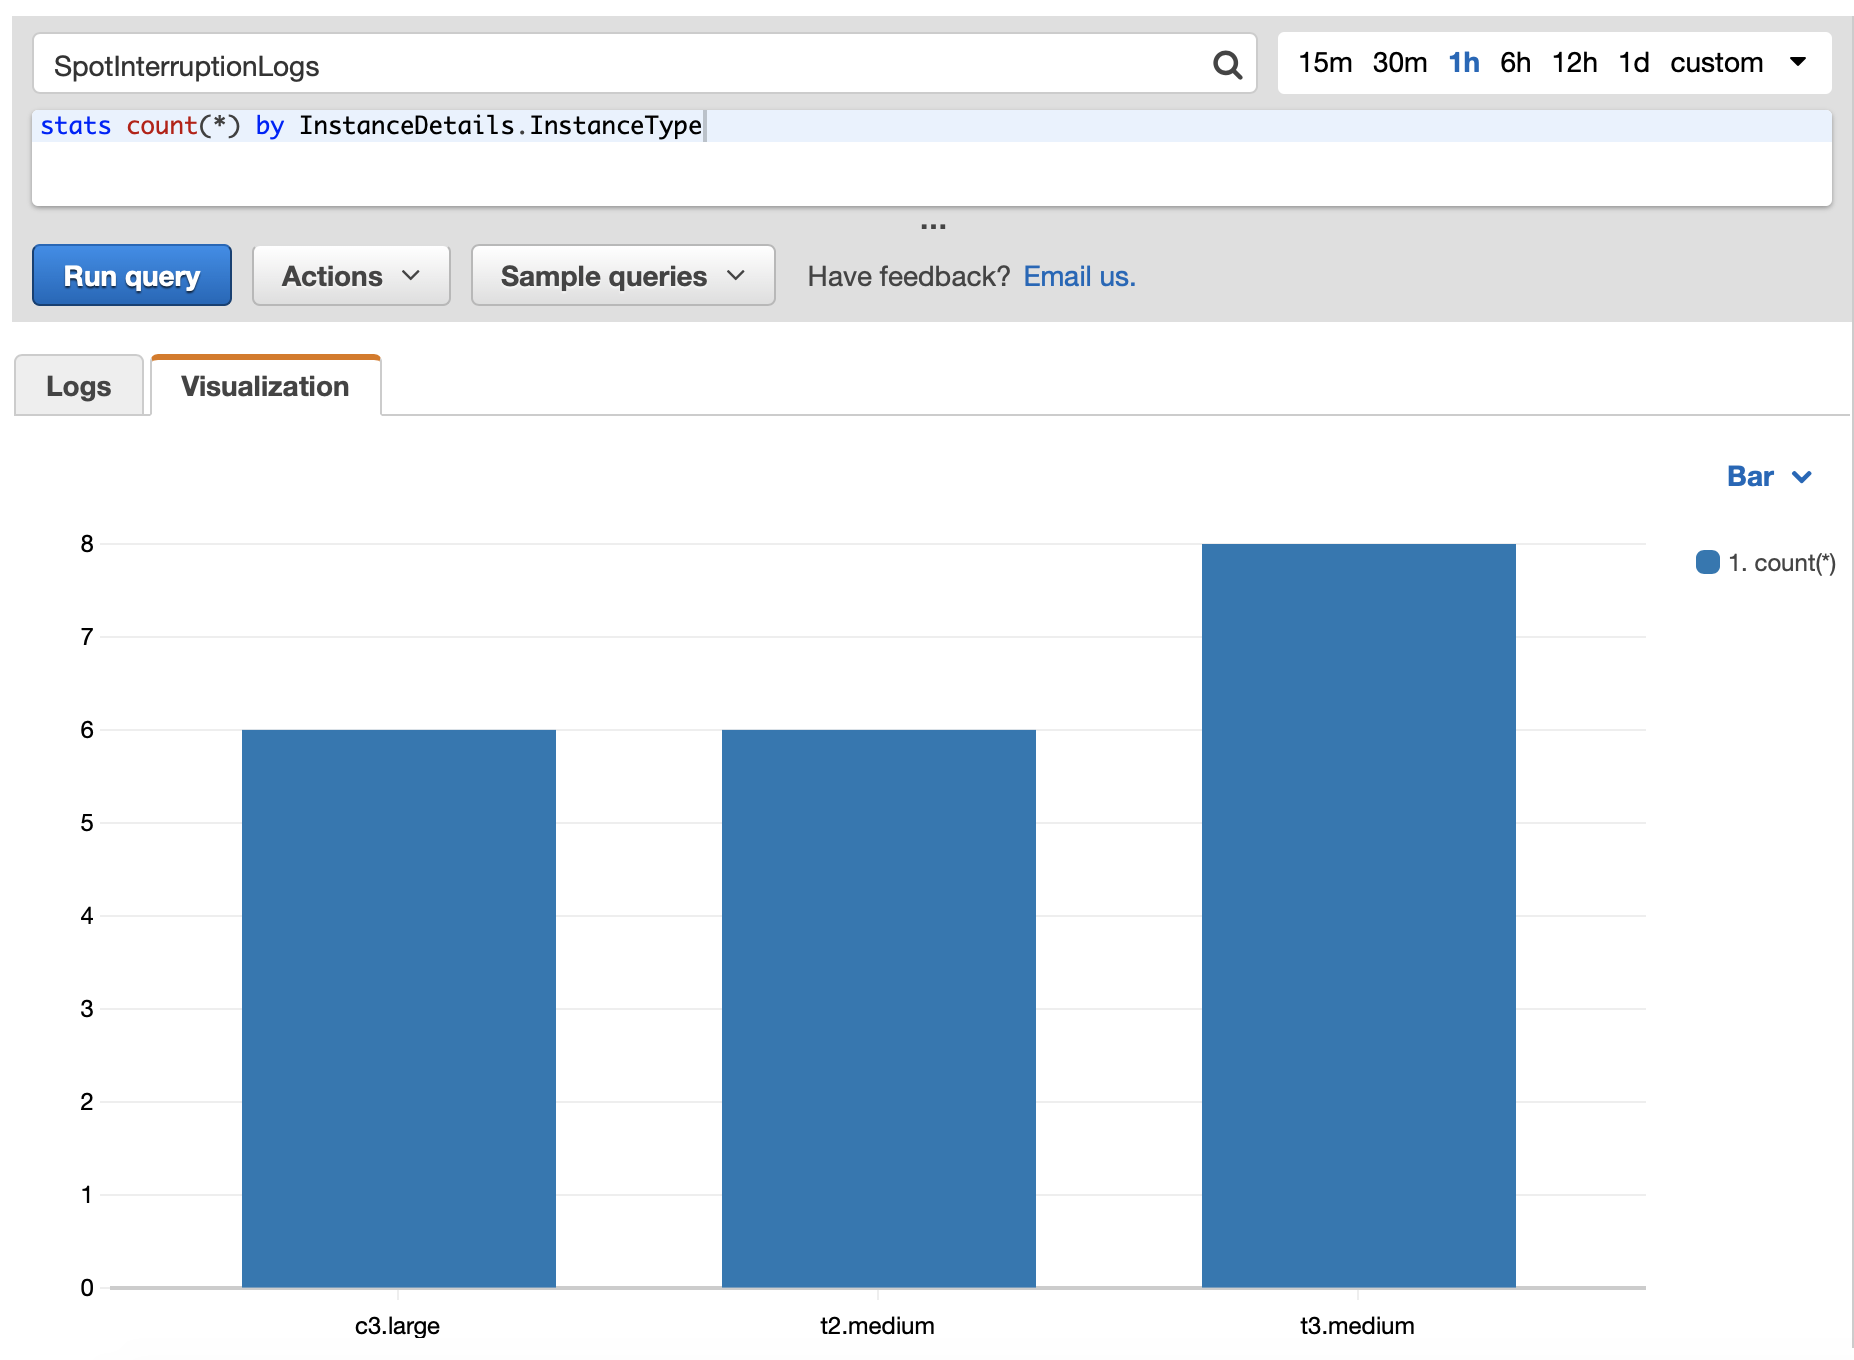 SpotInterruptionLogs
15m 30m 1h 6h 12h 1d custom
stats count(*) by InstanceDetails.InstanceType
...
Run query Actions Sample queries Have feedback? Email us.
Logs Visualization
Bar
1. count(*)
8
7
6
5
4
3
2
1
0
c3.large t2.medium t3.medium